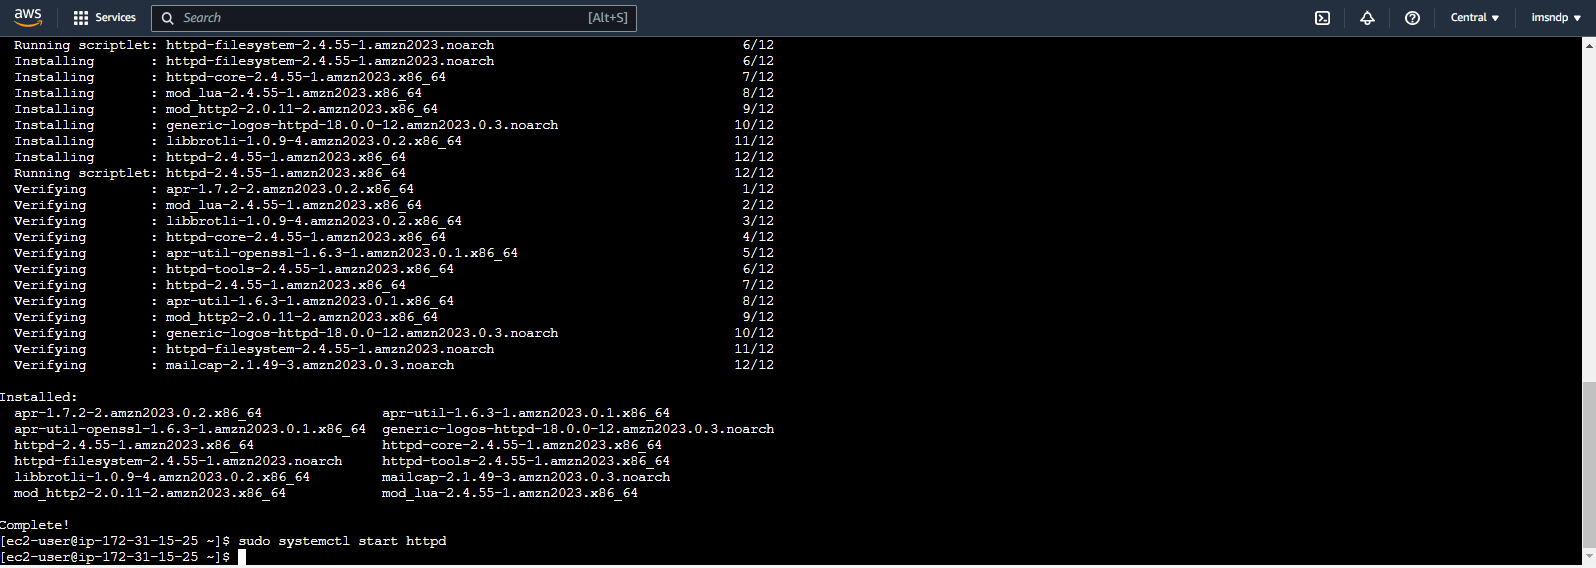 aws Services Search [Alt+S] Central imsndp
Running scriptlet: httpd-filesystem-2.4.55-1.amzn2023.noarch 6/12
Installing : httpd-filesystem-2.4.55-1.amzn2023.noarch 6/12
Installing : httpd-core-2.4.55-1.amzn2023.x86_64 7/12
Installing : mod_lua-2.4.55-1.amzn2023.x86_64 8/12
Installing : mod_http2-2.0.11-2.amzn2023.x86_64 9/12
Installing : generic-logos-httpd-18.0.0-12.amzn2023.0.3.noarch 10/12
Installing : libbrotli-1.0.9-4.amzn2023.0.2.x86_64 11/12
Installing : httpd-2.4.55-1.amzn2023.x86_64 12/12
Running scriptlet: httpd-2.4.55-1.amzn2023.x86_64 12/12
Verifying : apr-1.7.2-2.amzn2023.0.2.x86_64 1/12
Verifying : mod_lua-2.4.55-1.amzn2023.x86_64 2/12
Verifying : libbrotli-1.0.9-4.amzn2023.0.2.x86_64 3/12
Verifying : httpd-core-2.4.55-1.amzn2023.x86_64 4/12
Verifying : apr-util-openssl-1.6.3-1.amzn2023.0.1.x86_64 5/12
Verifying : httpd-tools-2.4.55-1.amzn2023.x86_64 6/12
Verifying : httpd-2.4.55-1.amzn2023.x86_64 7/12
Verifying : apr-util-1.6.3-1.amzn2023.0.1.x86_64 8/12
Verifying : mod_http2-2.0.11-2.amzn2023.x86_64 9/12
Verifying : generic-logos-httpd-18.0.0-12.amzn2023.0.3.noarch 10/12
Verifying : httpd-filesystem-2.4.55-1.amzn2023.noarch 11/12
Verifying : mailcap-2.1.49-3.amzn2023.0.3.noarch 12/12
Installed:
apr-1.7.2-2.amzn2023.0.2.x86_64 apr-util-1.6.3-1.amzn2023.0.1.x86_64
apr-util-openssl-1.6.3-1.amzn2023.0.1.x86_64 generic-logos-httpd-18.0.0-12.amzn2023.0.3.noarch
httpd-2.4.55-1.amzn2023.x86_64 httpd-core-2.4.55-1.amzn2023.x86_64
httpd-filesystem-2.4.55-1.amzn2023.noarch httpd-tools-2.4.55-1.amzn2023.x86_64
libbrotli-1.0.9-4.amzn2023.0.2.x86_64 mailcap-2.1.49-3.amzn2023.0.3.noarch
mod_http2-2.0.11-2.amzn2023.x86_64 mod_lua-2.4.55-1.amzn2023.x86_64
Complete!
[ec2-user@ip-172-31-15-25 ~]$ sudo systemctl start httpd
[ec2-user@ip-172-31-15-25 ~]$